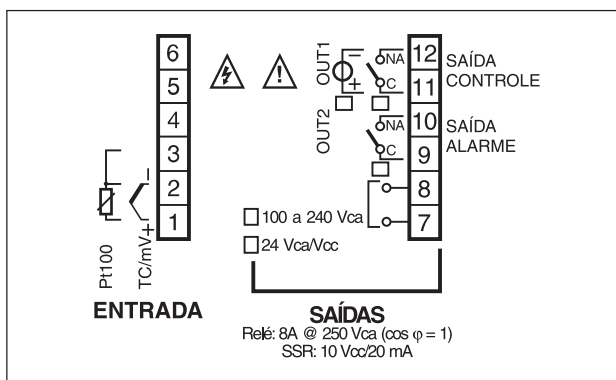 6
5
4
3
2
1
Pt100
TC/mV
+
−
ENTRADA
OUT1
−
+
NA
C
12
11
SAÍDA
CONTROLE
OUT2
NA
C
10
9
SAÍDA
ALARME
8
7
100 a 240 Vca
24 Vca/Vcc
SAÍDAS
Relé: 8A @ 250 Vca (cos φ = 1)
SSR: 10 Vcc/20 mA